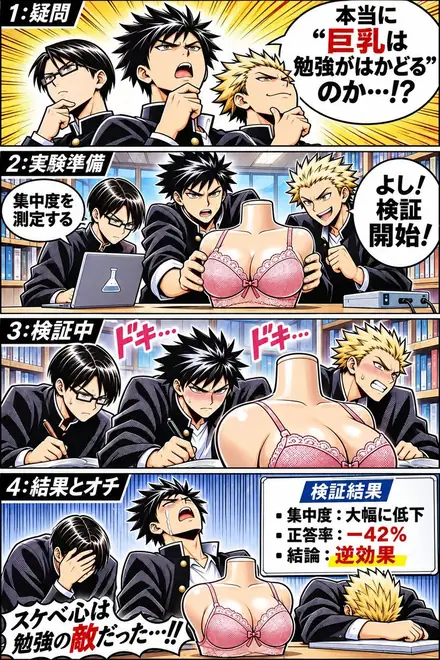 1：疑問
本当に
“巨乳は
勉強がはかどる”
のか…!?
2：実験準備
集中度を
測定する
よし！
検証
開始！
3：検証中
ドキ…
ドキ…
4：結果とオチ
検証結果
・集中度：大幅に低下
・正答率：−42%
・結論：逆効果
スケベ心は
勉強の敵だった…!!